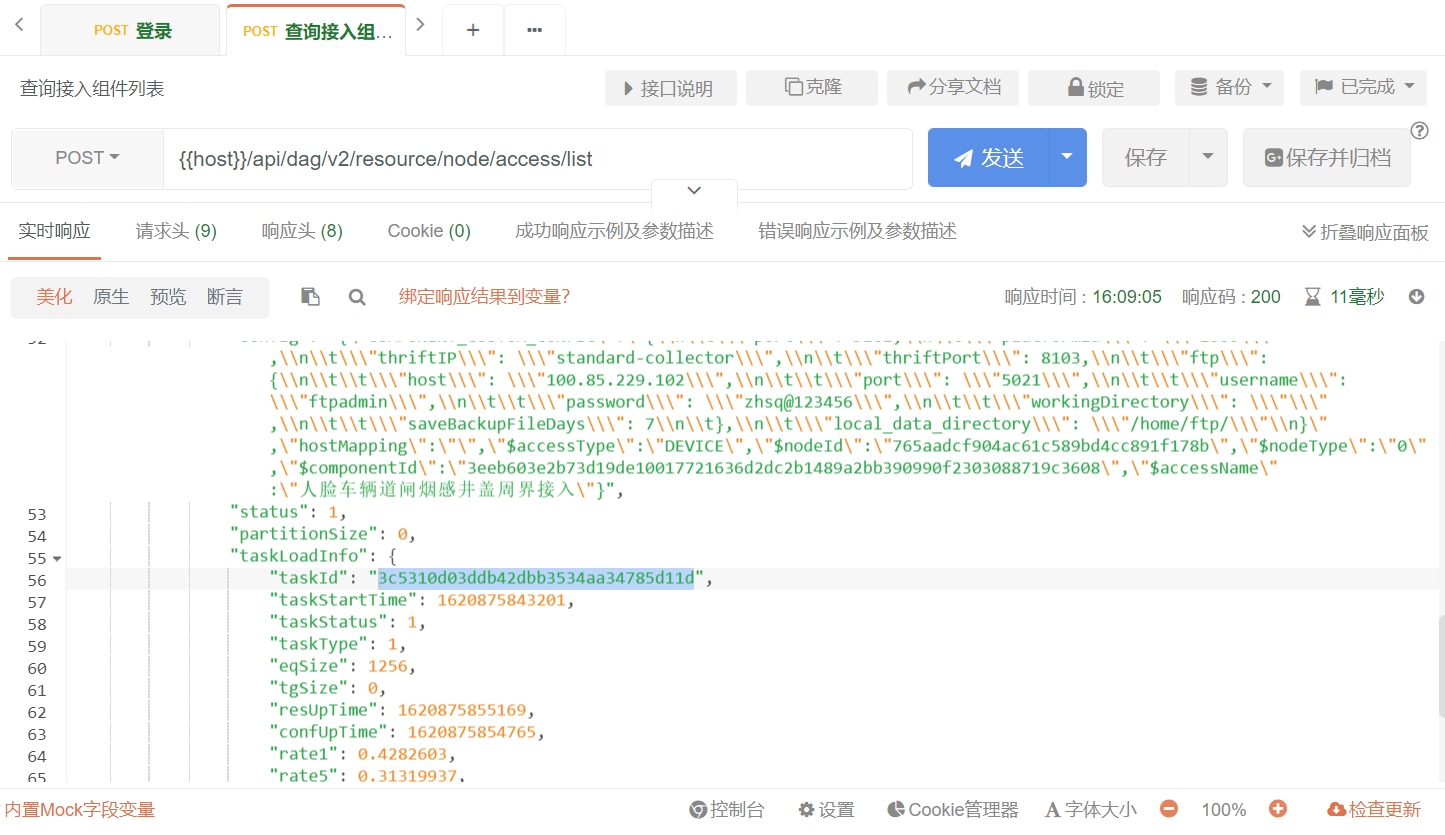 POST 登录
POST 查询接入组...
+
...
查询接入组件列表
接口说明
克隆
分享文档
锁定
备份
已完成
POST
{{host}}/api/dag/v2/resource/node/access/list
发送
保存
保存并归档
实时响应
请求头 (9)
响应头 (8)
Cookie (0)
成功响应示例及参数描述
错误响应示例及参数描述
折叠响应面板
美化
原生
预览
断言
绑定响应结果到变量?
响应时间 : 16:09:05
响应码 : 200
11毫秒
,\\n\\t\\\"thriftIP\\\": \\\"standard-collector\\\",\\n\\t\\\"thriftPort\\\": 8103,\\n\\t\\\"ftp\\\":
{\\n\\t\\t\\\"host\\\": \\\"100.85.229.102\\\",\\n\\t\\t\\\"port\\\": \\\"5021\\\",\\n\\t\\t\\\"username\\\":
\\\"ftpadmin\\\",\\n\\t\\t\\\"password\\\": \\\"zhsq@123456\\\",\\n\\t\\t\\\"workingDirectory\\\": \\\"\\\"
,\\n\\t\\t\\\"saveBackupFileDays\\\": 7\\n\\t},\\n\\t\\\"local_data_directory\\\": \\\"/home/ftp/\\\"\\n}\"
,\"hostMapping\":\"\",\"$accessType\":\"DEVICE\",\"$nodeId\":\"765aadcf904ac61c589bd4cc891f178b\",\"$nodeType\":\"0\"
,\"$componentId\":\"3eeb603e2b73d19de10017721636d2dc2b1489a2bb390990f2303088719c3608\",\"$accessName\"
:\"人脸车辆道闸烟感井盖周界接入\"}",
53 "status": 1,
54 "partitionSize": 0,
55 "taskLoadInfo": {
56 "taskId": "3c5310d03ddb42dbb3534aa34785d11d",
57 "taskStartTime": 1620875843201,
58 "taskStatus": 1,
59 "taskType": 1,
60 "eqSize": 1256,
61 "tgSize": 0,
62 "resUpTime": 1620875855169,
63 "confUpTime": 1620875854765,
64 "rate1": 0.4282603,
65 "rate5": 0.31319937,
内置Mock字段变量
控制台
设置
Cookie管理器
A 字体大小
100%
检查更新